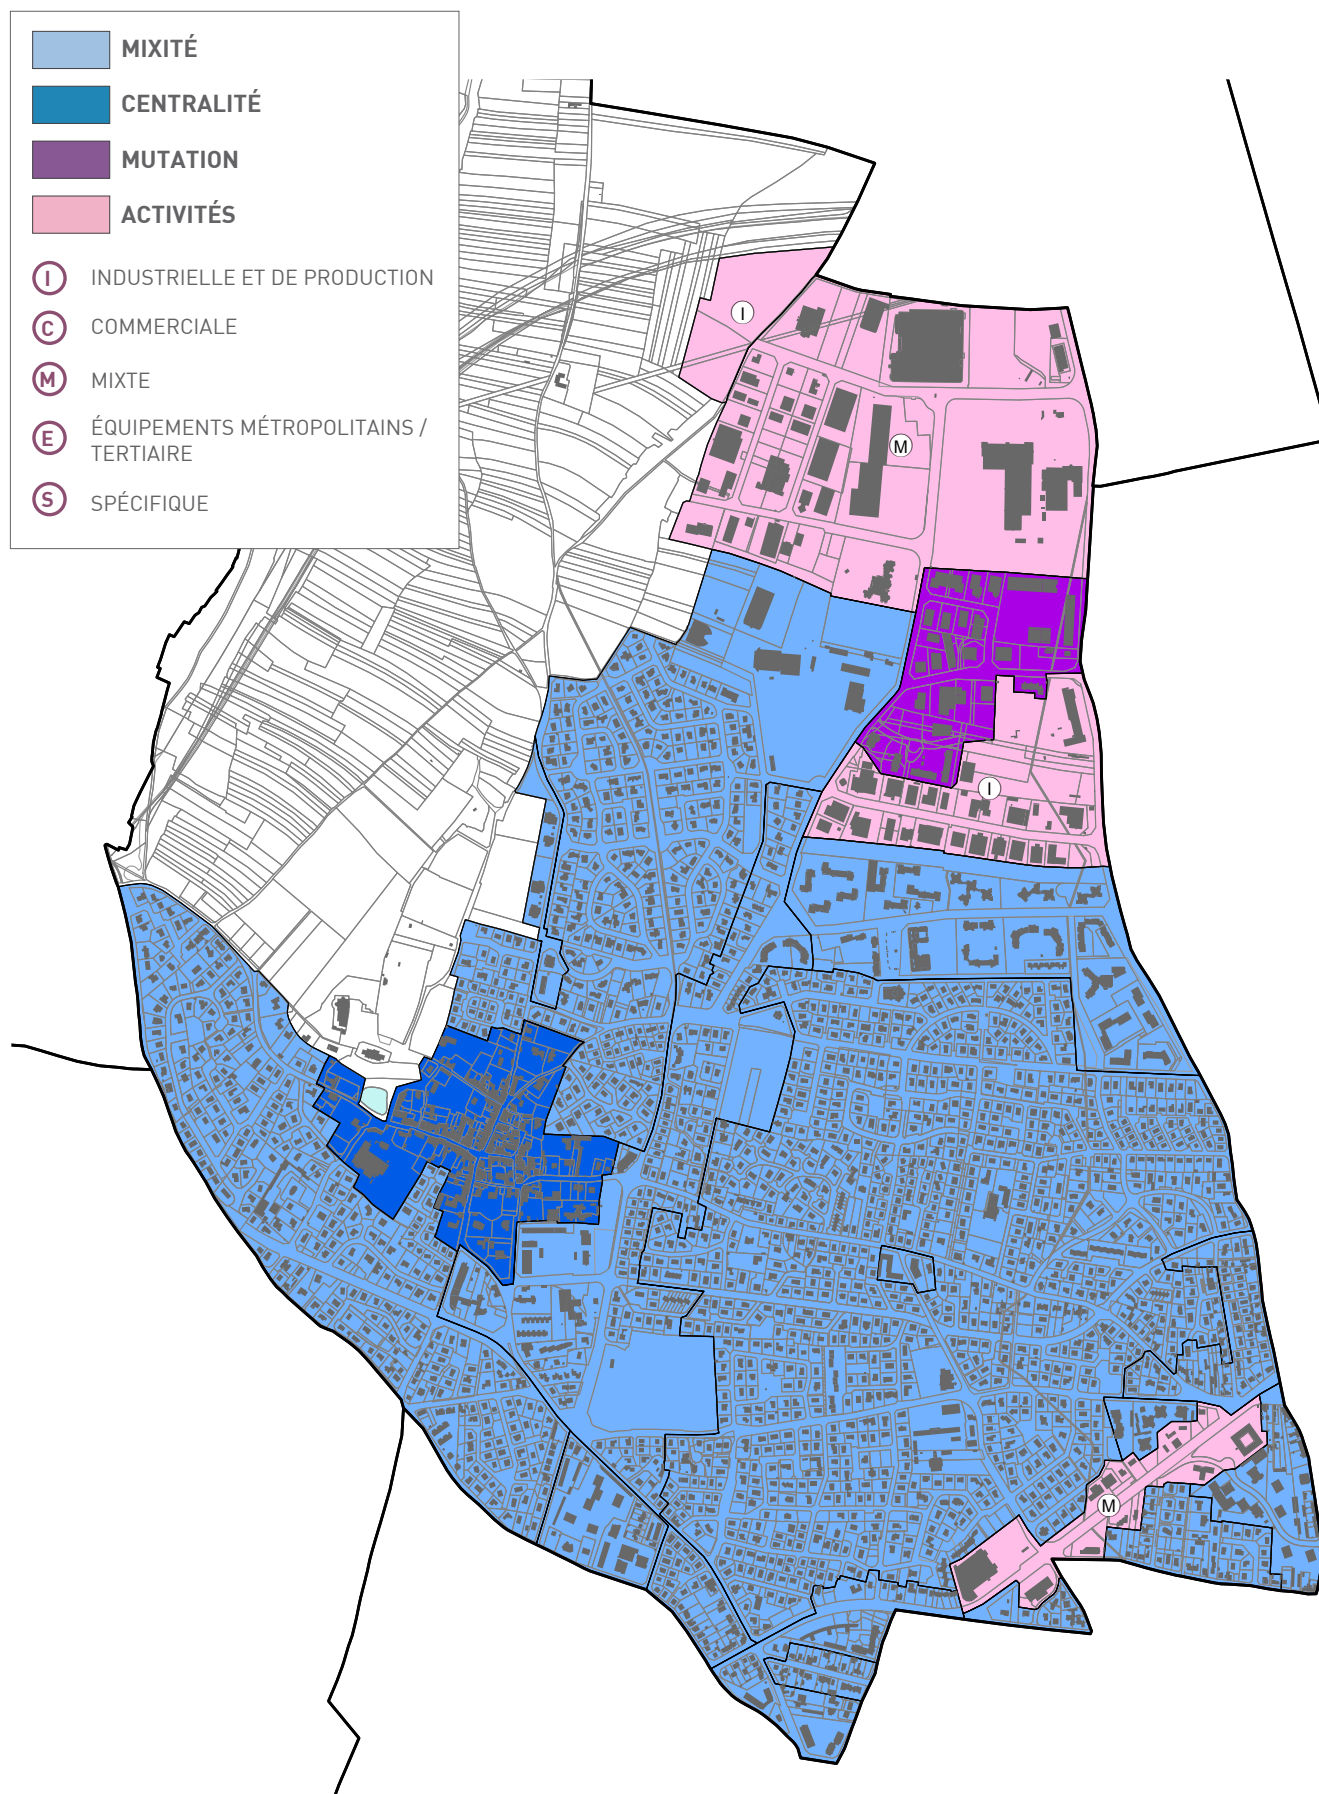 MIXITÉ
CENTRALITÉ
MUTATION
ACTIVITÉS
I INDUSTRIELLE ET DE PRODUCTION
C COMMERCIALE
M MIXTE
E ÉQUIPEMENTS MÉTROPOLITAINS /
TERTIAIRE
S SPÉCIFIQUE
I
M
I
M